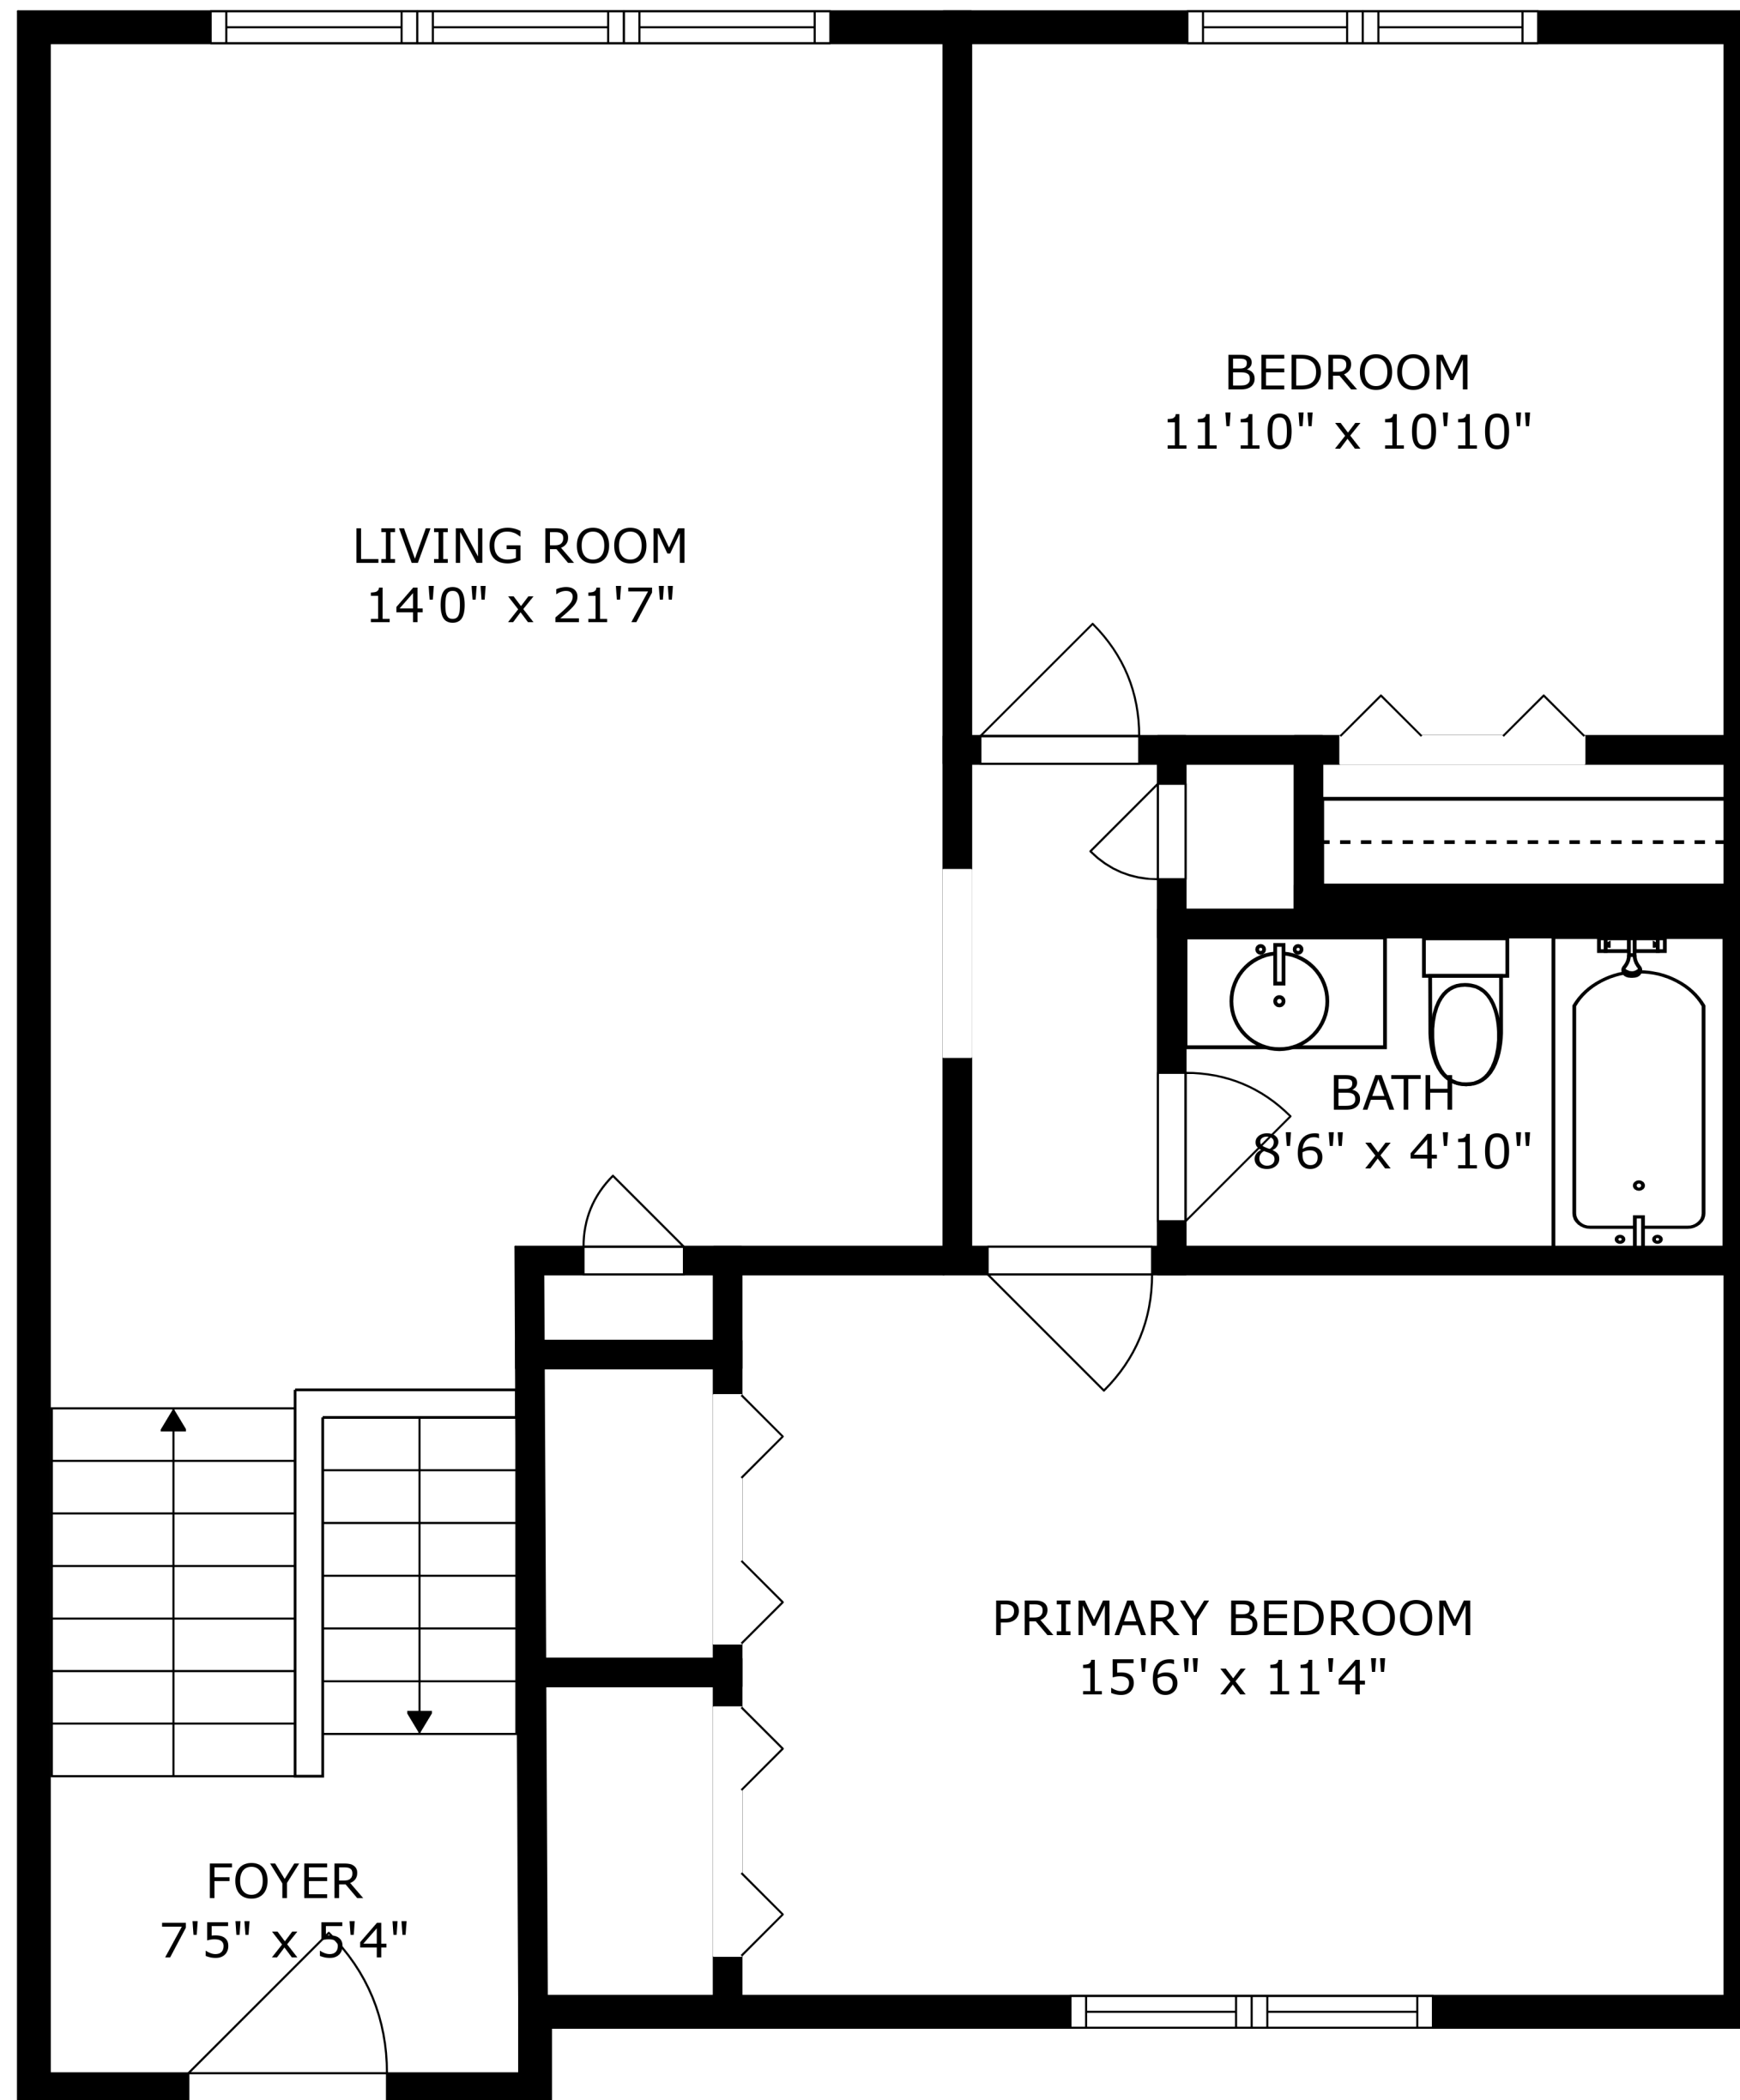 BEDROOM
11'10" x 10'10"
LIVING ROOM
14'0" x 21'7"
BATH
8'6" x 4'10"
PRIMARY BEDROOM
15'6" x 11'4"
FOYER
7'5" x 5'4"